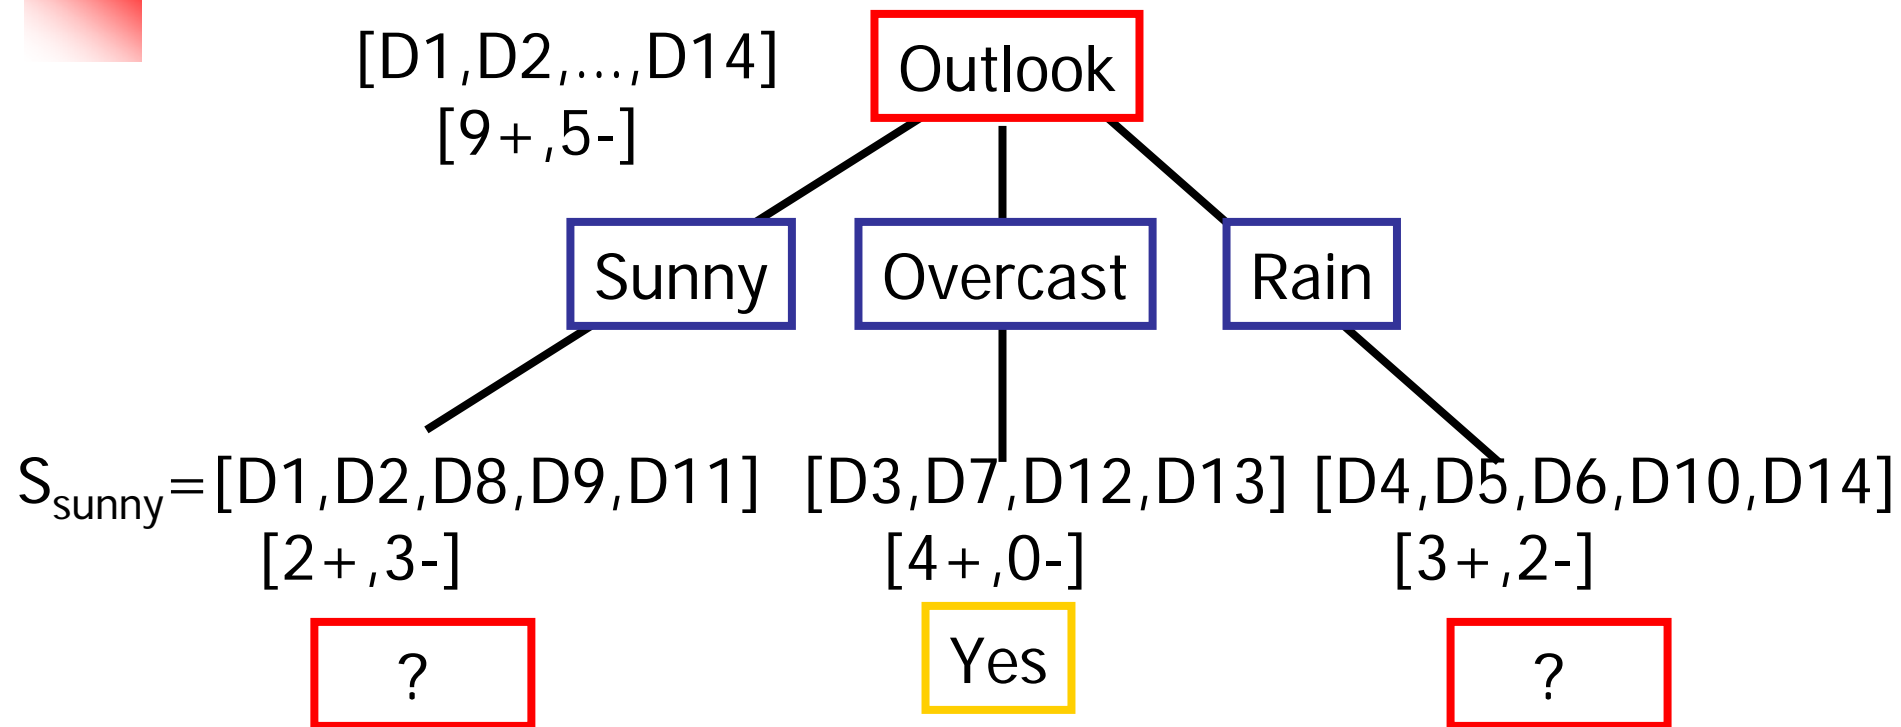 [D1,D2,...,D14]
Outlook
[9+,5-]
Sunny
Overcast
Rain
S_sunny=[D1,D2,D8,D9,D11]
[D3,D7,D12,D13]
[D4,D5,D6,D10,D14]
[2+,3-]
[4+,0-]
[3+,2-]
?
Yes
?